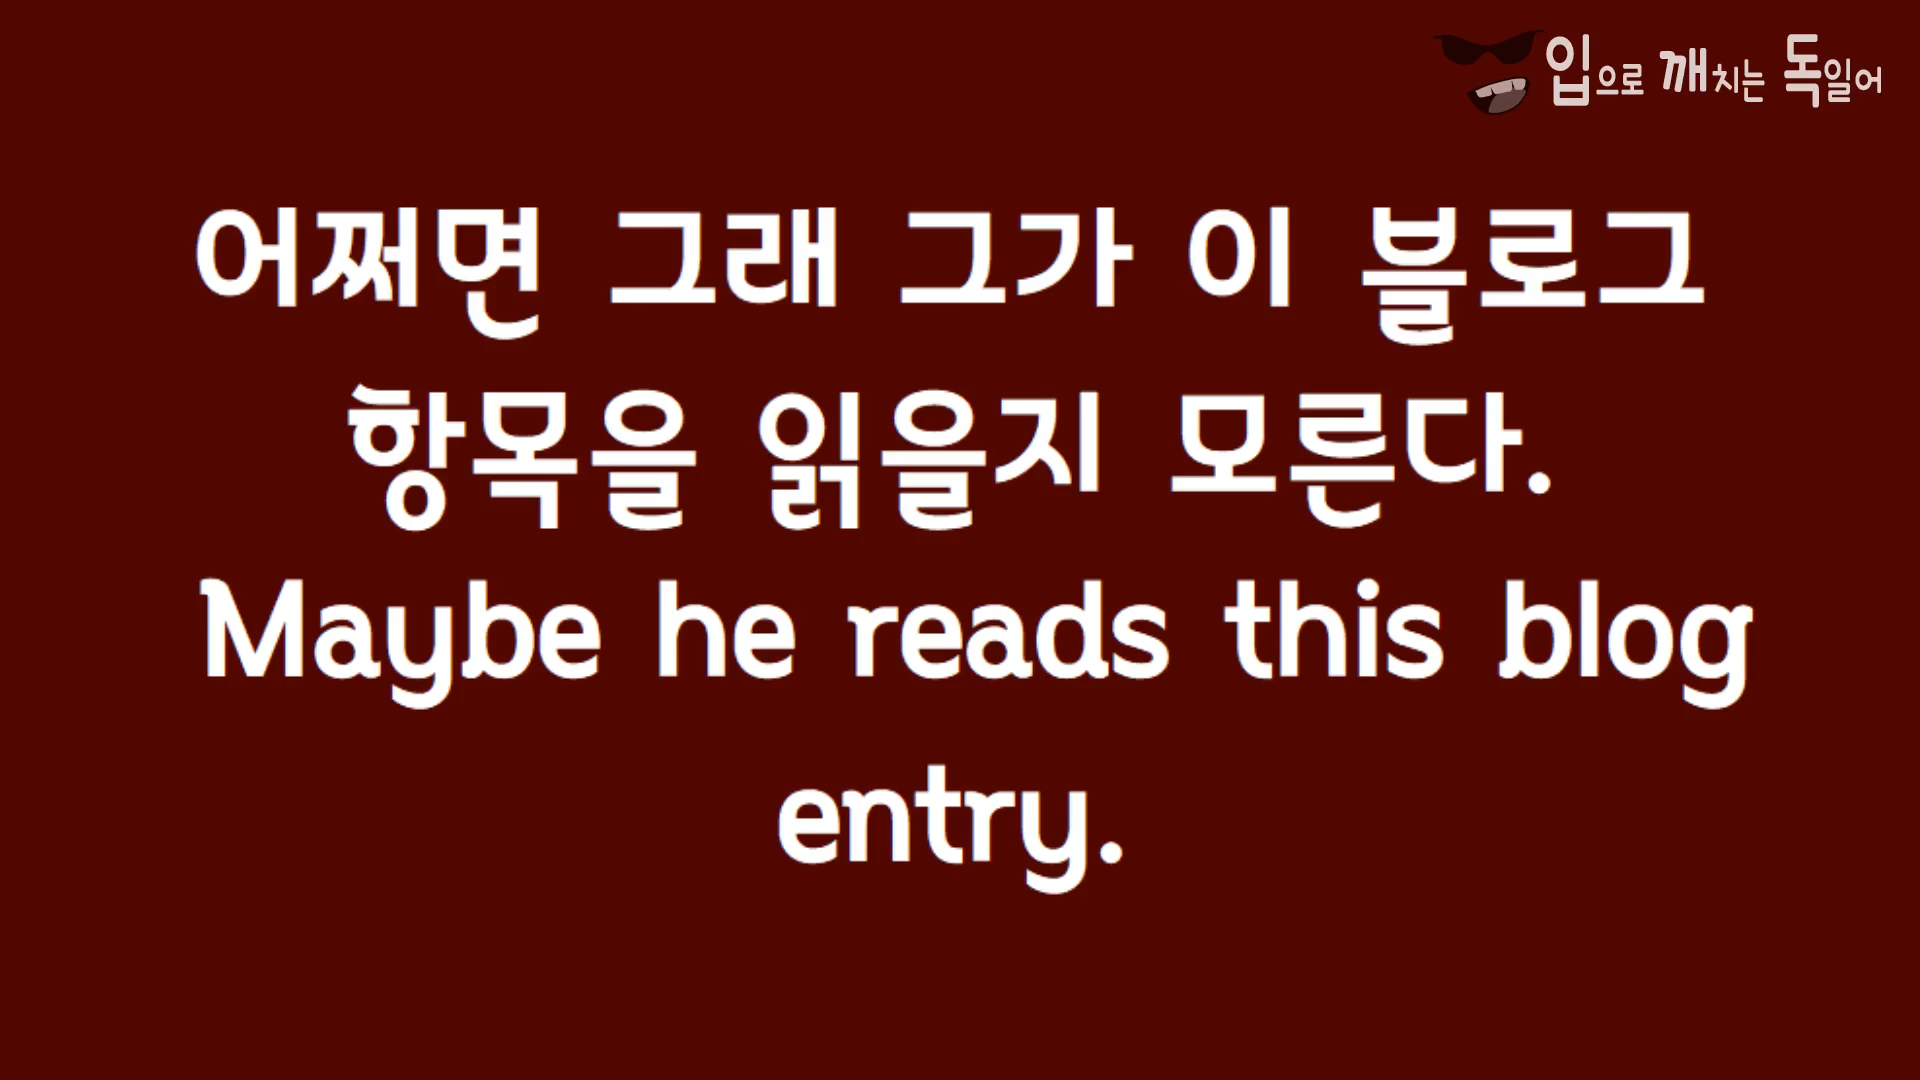 입으로 깨치는 독일어
어쩌면 그래 그가 이 블로그
항목을 읽을지 모른다.
Maybe he reads this blog
entry.